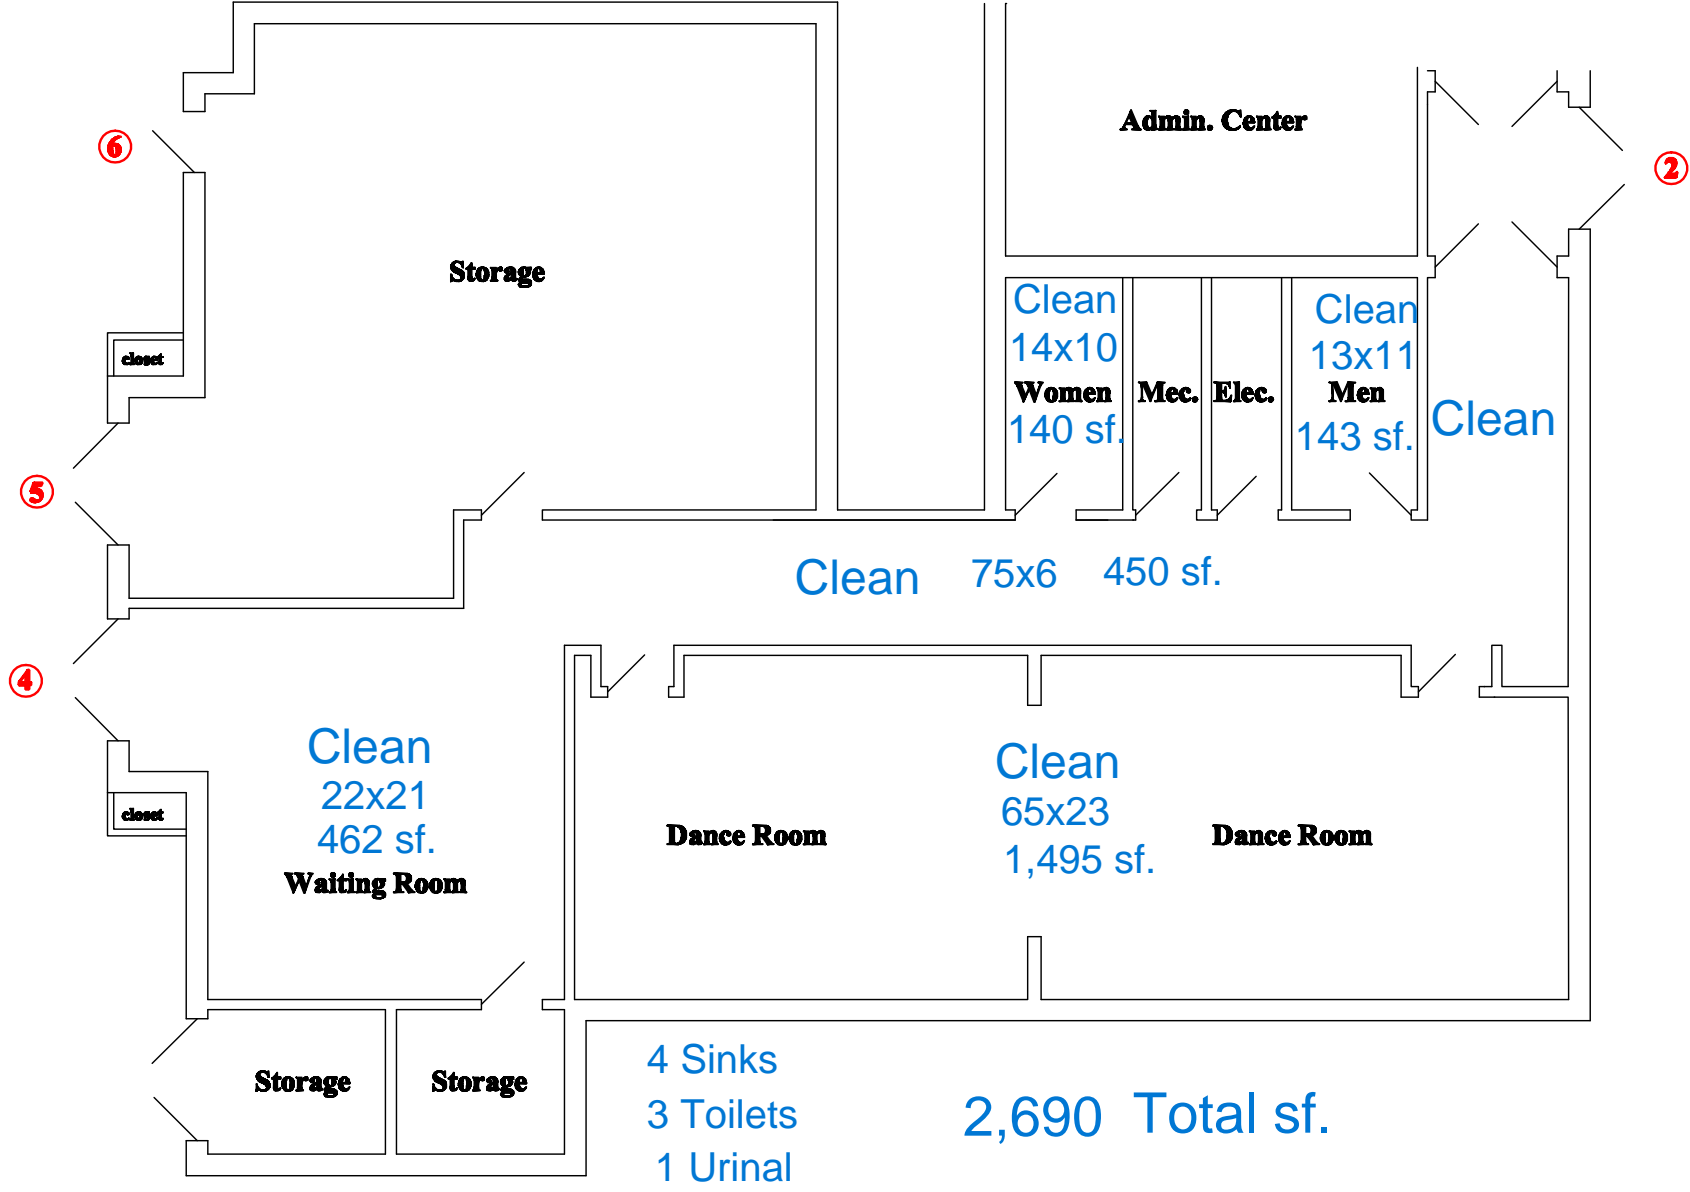 Admin. Center
⑥
②
Storage
Clean
14x10
Women
140 sf.
Mec.
Elec.
Clean
13x11
Men
143 sf.
Clean
closet
⑤
Clean 75x6 450 sf.
④
Clean
22x21
462 sf.
Waiting Room
closet
Dance Room
Clean
65x23
1,495 sf.
Dance Room
Storage
Storage
4 Sinks
3 Toilets
1 Urinal
2,690 Total sf.